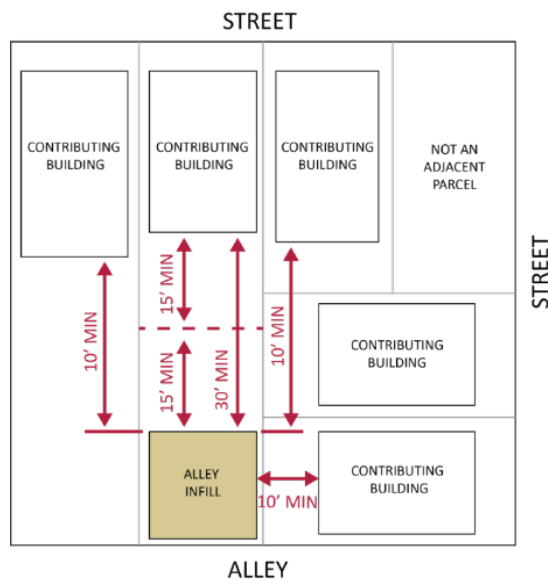 STREET
CONTRIBUTING
BUILDING
CONTRIBUTING
BUILDING
CONTRIBUTING
BUILDING
NOT AN
ADJACENT
PARCEL
STREET
15' MIN
10' MIN
15' MIN
30' MIN
10' MIN
CONTRIBUTING
BUILDING
ALLEY
INFILL
10' MIN
CONTRIBUTING
BUILDING
ALLEY